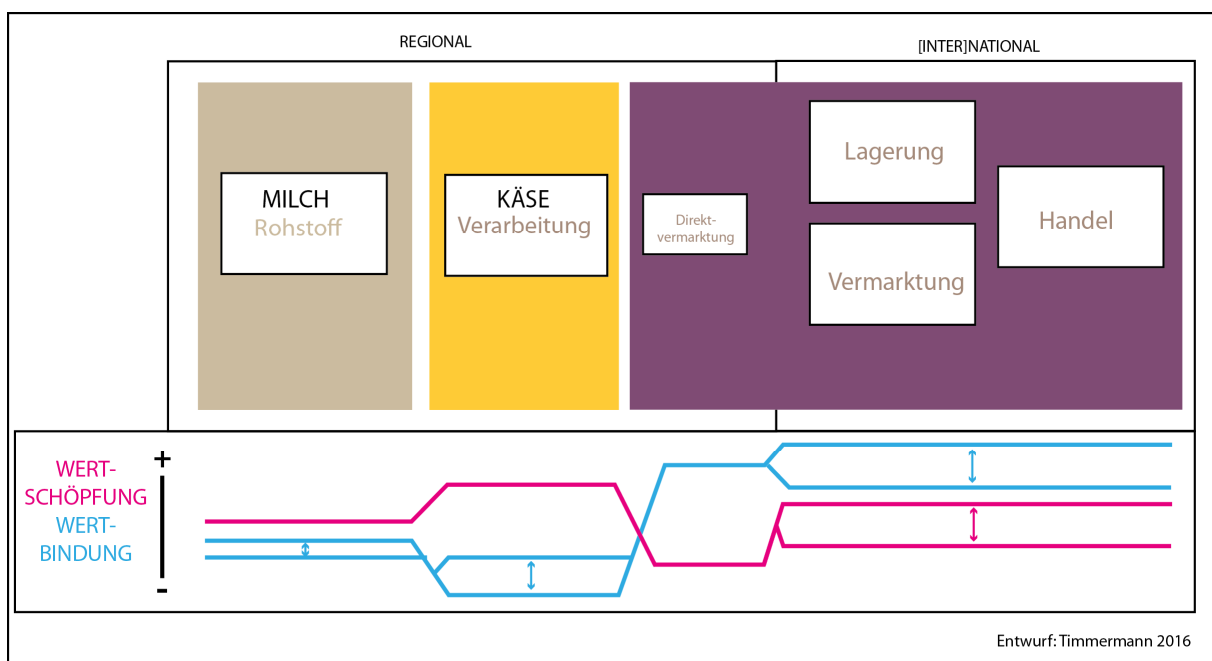 REGIONAL
[INTER]NATIONAL
MILCH
Rohstoff
KÄSE
Verarbeitung
Direkt-
vermarktung
Lagerung
Vermarktung
Handel
WERT-
SCHÖPFUNG
WERT-
BINDUNG
+
-
Entwurf: Timmermann 2016